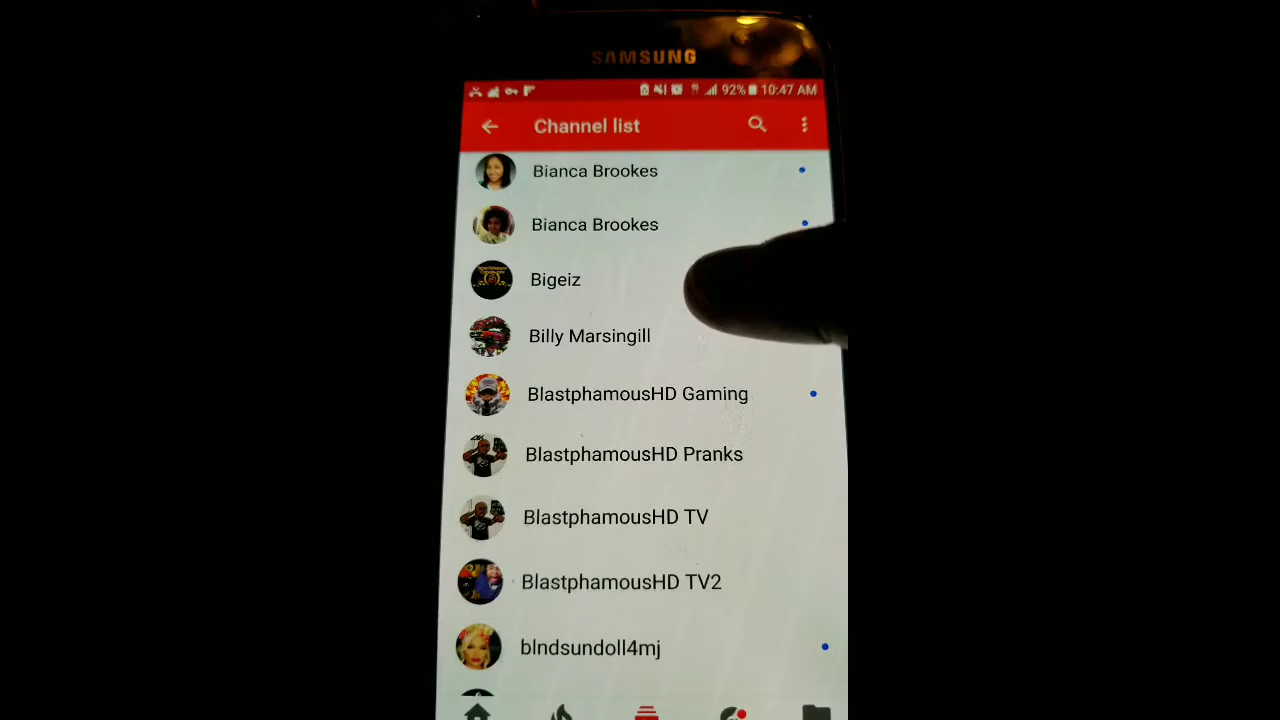 SAMSUNG
92% 10:47 AM
Channel list
Bianca Brookes
Bianca Brookes
Bigeiz
Billy Marsingill
BlastphamousHD Gaming
BlastphamousHD Pranks
BlastphamousHD TV
BlastphamousHD TV2
blndsundoll4mj